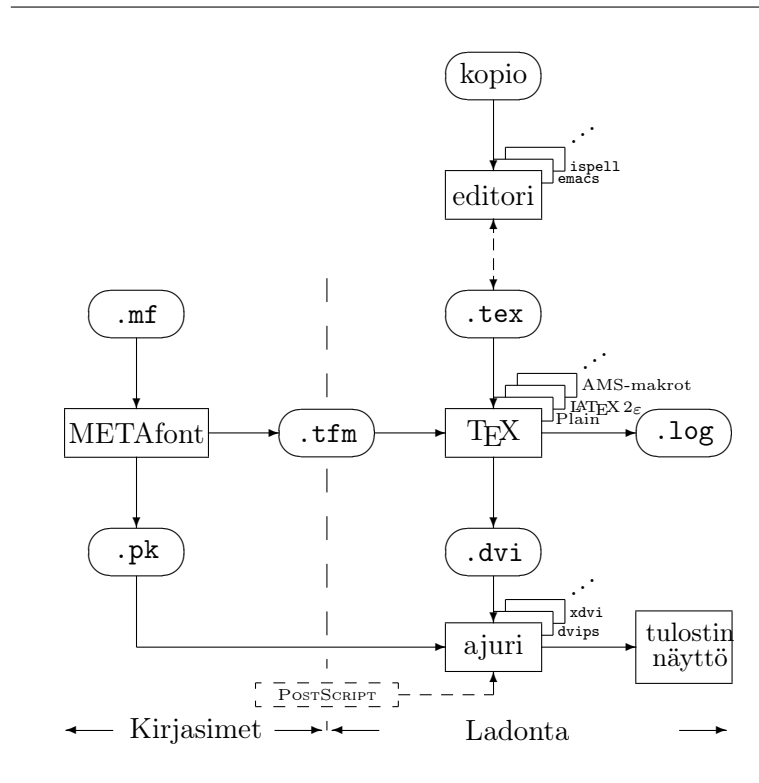 kopio
ispell
emacs
editori
.mf
.tex
AMS-makrot
LATEX 2ε
Plain
METAfont
.tfm
TEX
.log
.pk
.dvi
xdvi
dvips
ajuri
tulostin
näyttö
POSTSCRIPT
Kirjasimet
Ladonta